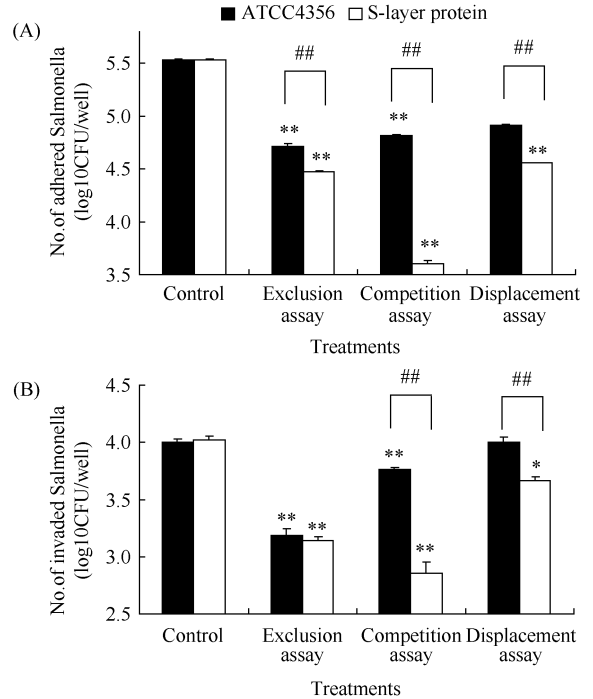 ATCC4356 S-layer protein
(A)
No.of adhered Salmonella
(log10CFU/well)
5.5
5.0
4.5
4.0
3.5
## ## ##
** ** ** ** **
Control Exclusion assay Competition assay Displacement assay
Treatments
(B)
No.of invaded Salmonella
(log10CFU/well)
4.5
4.0
3.5
3.0
2.5
## ##
** ** ** ** *
Control Exclusion assay Competition assay Displacement assay
Treatments